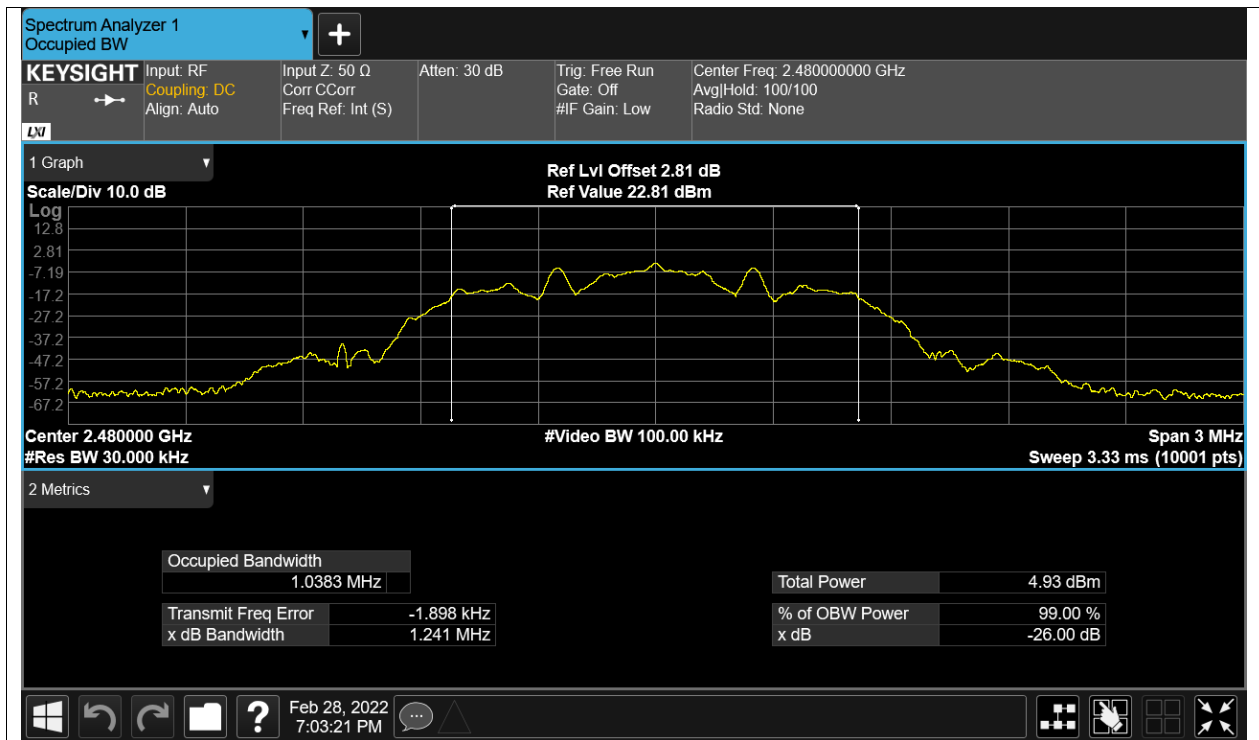 Spectrum Analyzer 1
Occupied BW
KEYSIGHT
R
LXI
Input: RF
Coupling: DC
Align: Auto
Input Z: 50 Ω
Corr CCorr
Freq Ref: Int (S)
Atten: 30 dB
Trig: Free Run
Gate: Off
#IF Gain: Low
Center Freq: 2.480000000 GHz
Avg|Hold: 100/100
Radio Std: None
1 Graph
Scale/Div 10.0 dB
Ref Lvl Offset 2.81 dB
Ref Value 22.81 dBm
Log
12.8
2.81
-7.19
-17.2
-27.2
-37.2
-47.2
-57.2
-67.2
Center 2.480000 GHz
#Res BW 30.000 kHz
#Video BW 100.00 kHz
Span 3 MHz
Sweep 3.33 ms (10001 pts)
2 Metrics
Occupied Bandwidth
1.0383 MHz
Transmit Freq Error -1.898 kHz
x dB Bandwidth 1.241 MHz
Total Power 4.93 dBm
% of OBW Power 99.00 %
x dB -26.00 dB
?
Feb 28, 2022
7:03:21 PM